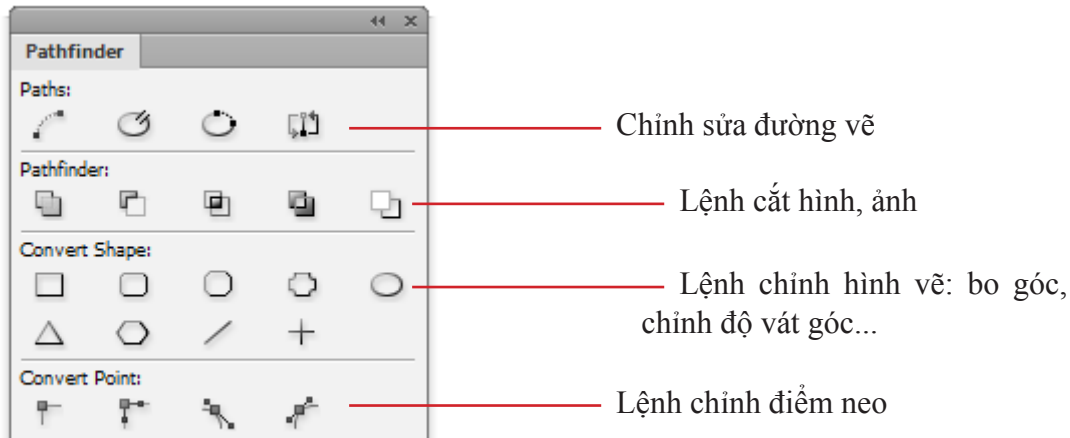 Pathfinder
Paths:
Chỉnh sửa đường vẽ
Pathfinder:
Lệnh cắt hình, ảnh
Convert Shape:
Lệnh chỉnh hình vẽ: bo góc,
chỉnh độ vát góc...
Convert Point:
Lệnh chỉnh điểm neo